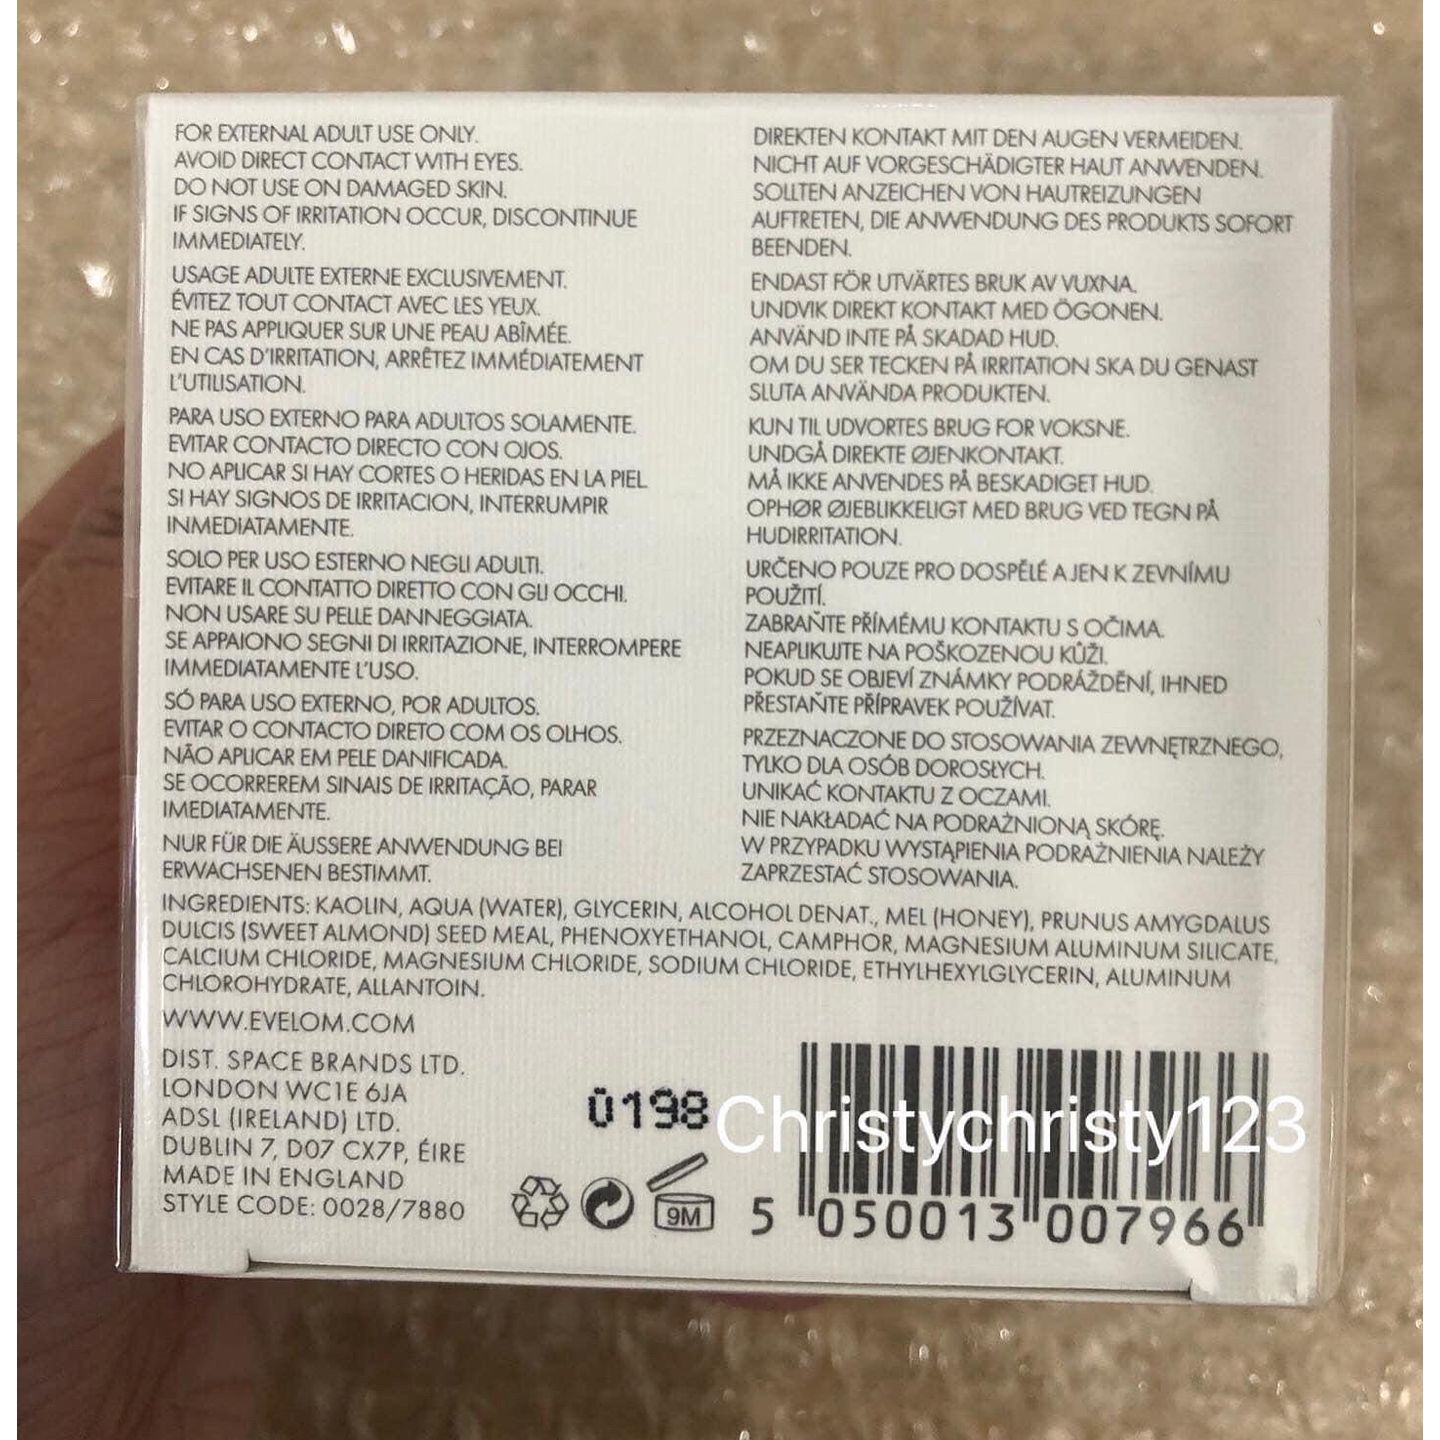 FOR EXTERNAL ADULT USE ONLY.
AVOID DIRECT CONTACT WITH EYES.
DO NOT USE ON DAMAGED SKIN.
IF SIGNS OF IRRITATION OCCUR, DISCONTINUE
IMMEDIATELY.
USAGE ADULTE EXTERNE EXCLUSIVEMENT.
ÉVITEZ TOUT CONTACT AVEC LES YEUX.
NE PAS APPLIQUER SUR UNE PEAU ABÎMÉE.
EN CAS D'IRRITATION, ARRÊTEZ IMMÉDIATEMENT
L'UTILISATION.
PARA USO EXTERNO PARA ADULTOS SOLAMENTE.
EVITAR CONTACTO DIRECTO CON OJOS.
NO APLICAR SI HAY CORTES O HERIDAS EN LA PIEL
SI HAY SIGNOS DE IRRITACION, INTERRUMPIR
INMEDIATAMENTE.
SOLO PER USO ESTERNO NEGLI ADULTI.
EVITARE IL CONTATTO DIRETTO CON GLI OCCHI.
NON USARE SU PELLE DANNEGGIATA.
SE APPAIONO SEGNI DI IRRITAZIONE, INTERROMPERE
IMMEDIATAMENTE L'USO.
SÓ PARA USO EXTERNO, POR ADULTOS.
EVITAR O CONTACTO DIRETO COM OS OLHOS.
NÃO APLICAR EM PELE DANIFICADA.
SE OCORREREM SINAIS DE IRRITAÇÃO, PARAR
IMEDIATAMENTE.
NUR FÜR DIE ÄUSSERE ANWENDUNG BEI
ERWACHSENEN BESTIMMT.
DIREKTEN KONTAKT MIT DEN AUGEN VERMEIDEN.
NICHT AUF VORGESCHÄDIGTER HAUT ANWENDEN.
SOLLTEN ANZEICHEN VON HAUTREIZUNGEN
AUFTRETEN, DIE ANWENDUNG DES PRODUKTS SOFORT
BEENDEN.
ENDAST FÖR UTVÄRTES BRUK AV VUXNA.
UNDVIK DIREKT KONTAKT MED ÖGONEN.
ANVÄND INTE PÅ SKADAD HUD.
OM DU SER TECKEN PÅ IRRITATION SKA DU GENAST
SLUTA ANVÄNDA PRODUKTEN.
KUN TIL UDVORTES BRUG FOR VOKSNE.
UNDGÅ DIREKTE ØJENKONTAKT.
MÅ IKKE ANVENDES PÅ BESKADIGET HUD.
OPHØR ØJEBLIKKELIGT MED BRUG VED TEGN PÅ
HUDIRRITATION.
URČENO POUZE PRO DOSPĚLÉ A JEN K ZEVNÍMU
POUŽITÍ.
ZABRAŇTE PŘÍMÉMU KONTAKTU S OČIMA.
NEAPLIKUJTE NA POŠKOZENOU KŮŽI.
POKUD SE OBJEVÍ ZNÁMKY PODRÁŽDĚNÍ, IHNED
PŘESTAŇTE PŘÍPRAVEK POUŽÍVAT.
PRZEZNACZONE DO STOSOWANIA ZEWNĘTRZNEGO,
TYLKO DLA OSÓB DOROSŁYCH.
UNIKAĆ KONTAKTU Z OCZAMI.
NIE NAKŁADAĆ NA PODRAŻNIONĄ SKÓRĘ.
W PRZYPADKU WYSTĄPIENIA PODRAŻNIENIA NALEŻY
ZAPRZESTAĆ STOSOWANIA.
INGREDIENTS: KAOLIN, AQUA (WATER), GLYCERIN, ALCOHOL DENAT., MEL (HONEY), PRUNUS AMYGDALUS
DULCIS (SWEET ALMOND) SEED MEAL, PHENOXYETHANOL, CAMPHOR, MAGNESIUM ALUMINUM SILICATE,
CALCIUM CHLORIDE, MAGNESIUM CHLORIDE, SODIUM CHLORIDE, ETHYLHEXYLGLYCERIN, ALUMINUM
CHLOROHYDRATE, ALLANTOIN.
WWW.EVELOM.COM
DIST. SPACE BRANDS LTD.
LONDON WC1E 6JA
ADSL (IRELAND) LTD.
DUBLIN 7, D07 CX7P, ÉIRE
MADE IN ENGLAND
STYLE CODE: 0028/7880
0198
Christychristy123
9M
5 050013 007966